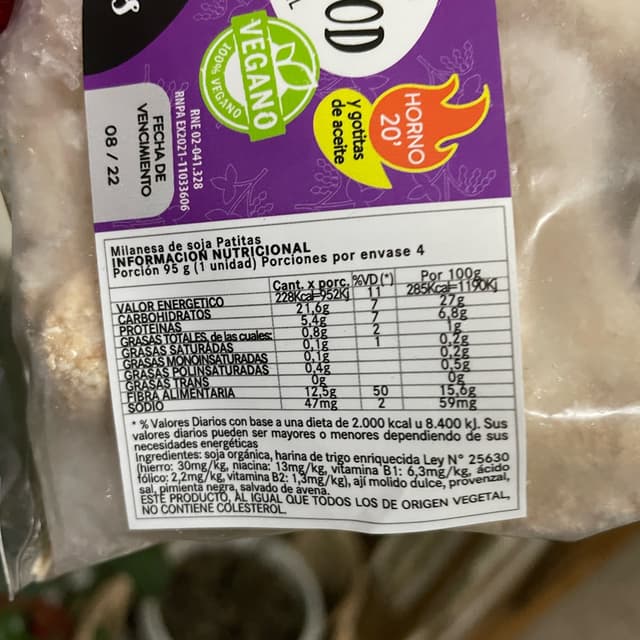 OD
VEGANO
100% VEGANO
HORNO
20'
y gotitas
de aceite
RNE 02-041.328
RNPA EX2021-11033606
FECHA DE
VENCIMIENTO
08 / 22
Milanesa de soja Patitas
INFORMACION NUTRICIONAL
Porción 95 g (1 unidad) Porciones por envase 4
Cant. x porc. %VD (*) Por 100g
VALOR ENERGETICO 228Kcal=952Kj 11 285Kcal=1190Kj
CARBOHIDRATOS 21,6g 7 27g
PROTEINAS 5,4g 7 6,8g
GRASAS TOTALES, de las cuales: 0,8g 2 1g
GRASAS SATURADAS 0,1g 1 0,2g
GRASAS MONOINSATURADAS 0,1g 0,2g
GRASAS POLINSATURADAS 0,4g 0,5g
GRASAS TRANS 0g 0g
FIBRA ALIMENTARIA 12,5g 50 15,6g
SODIO 47mg 2 59mg
* % Valores Diarios con base a una dieta de 2.000 kcal u 8.400 kJ. Sus
valores diarios pueden ser mayores o menores dependiendo de sus
necesidades energéticas
Ingredientes: soja orgánica, harina de trigo enriquecida Ley N° 25630
(hierro: 30mg/kg, niacina: 13mg/kg, vitamina B1: 6,3mg/kg, ácido
fólico: 2,2mg/kg, vitamina B2: 1,3mg/kg), ají molido dulce, provenzal,
sal, pimienta negra, salvado de avena.
ESTE PRODUCTO, AL IGUAL QUE TODOS LOS DE ORIGEN VEGETAL,
NO CONTIENE COLESTEROL.